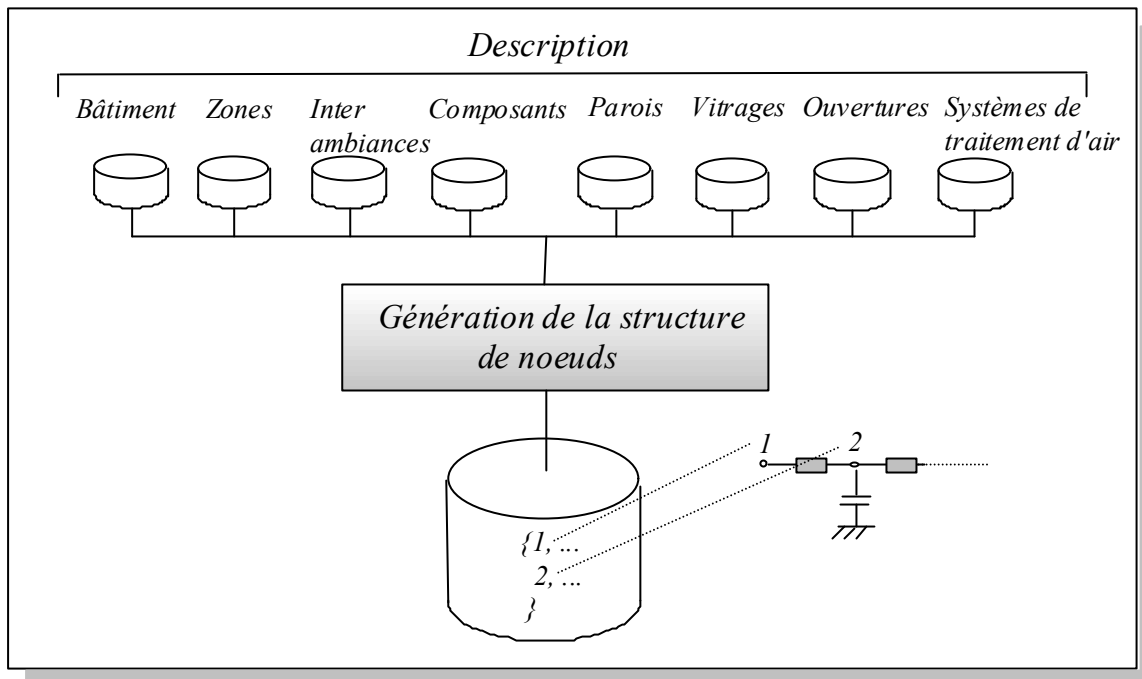 Description
Bâtiment Zones Inter ambiances Composants Parois Vitrages Ouvertures Systèmes de traitement d'air
Génération de la structure
de noeuds
1 2
{1, ...
2, ...
}